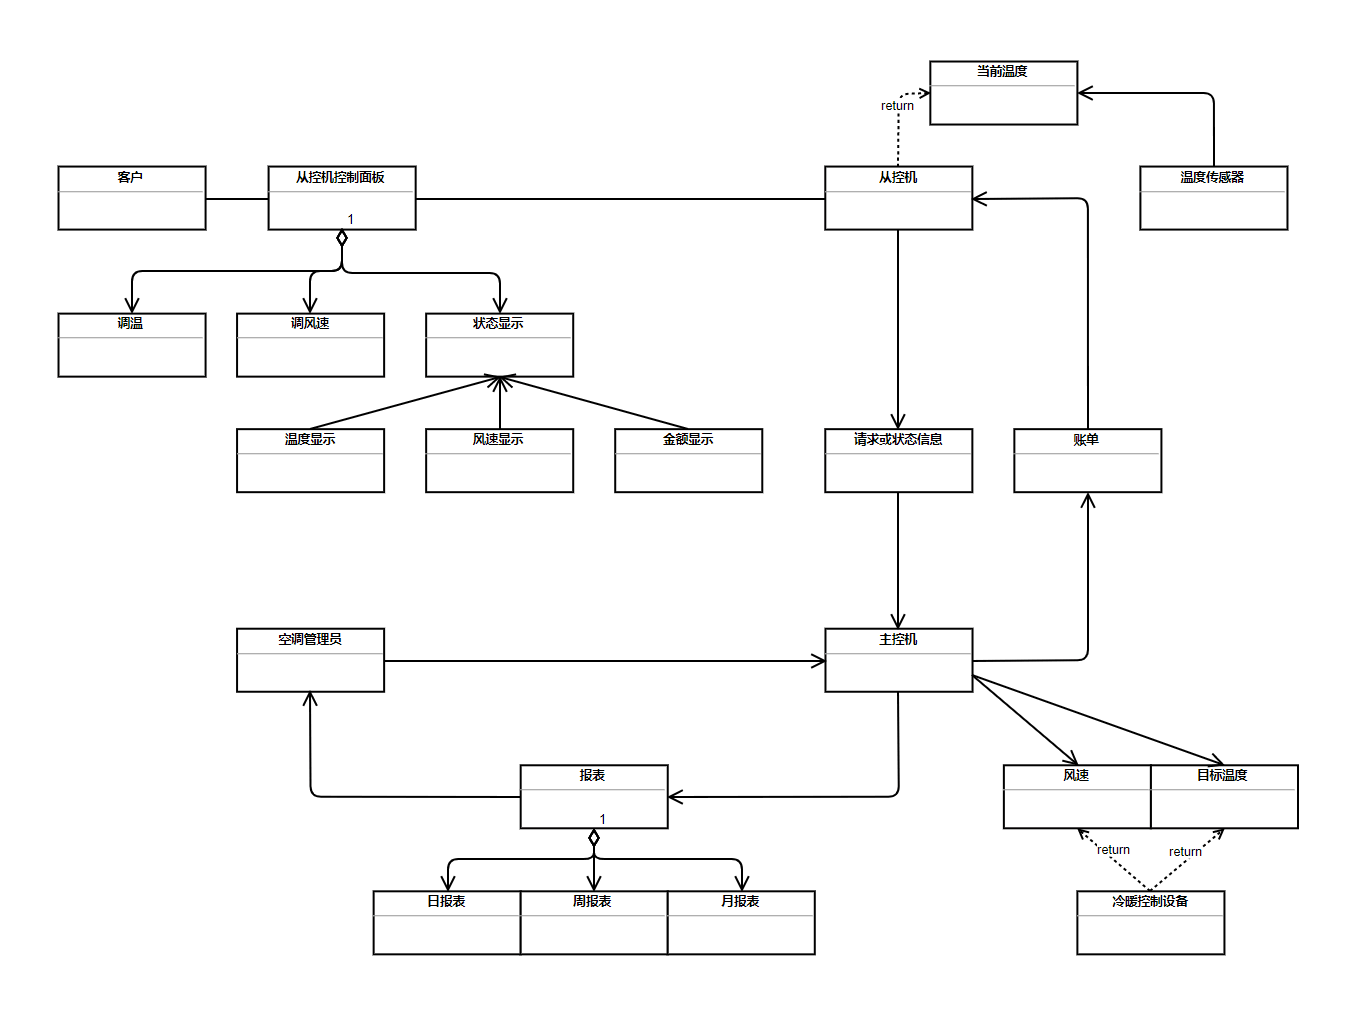 当前温度
return
客户
从控机控制面板
从控机
温度传感器
1
调温
调风速
状态显示
温度显示
风速显示
金额显示
请求或状态信息
账单
空调管理员
主控机
报表
风速
目标温度
1
return
return
日报表
周报表
月报表
冷暖控制设备